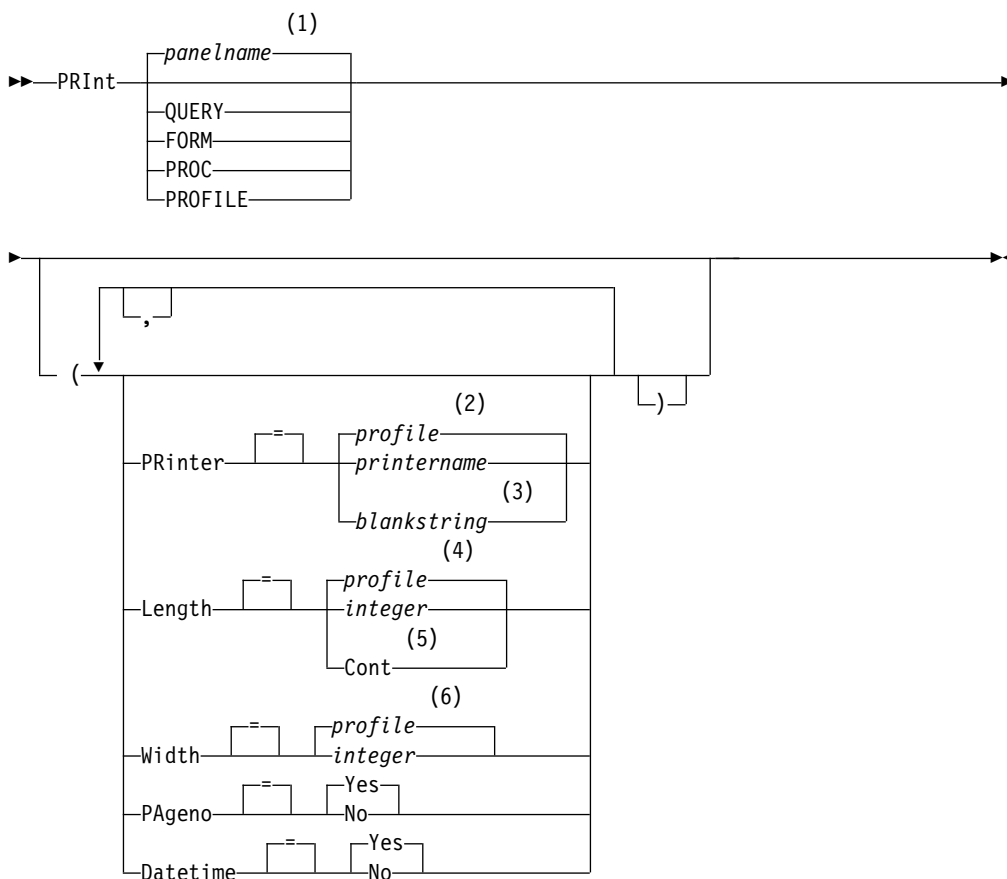 (1)
panelname
PRInt
QUERY
FORM
PROC
PROFILE
,
(
)
(2)
=
profile
PRinter
printername
(3)
blankstring
(4)
=
profile
Length
integer
(5)
Cont
(6)
=
profile
Width
integer
=
Yes
PAgeno
No
=
Yes
Datetime
No